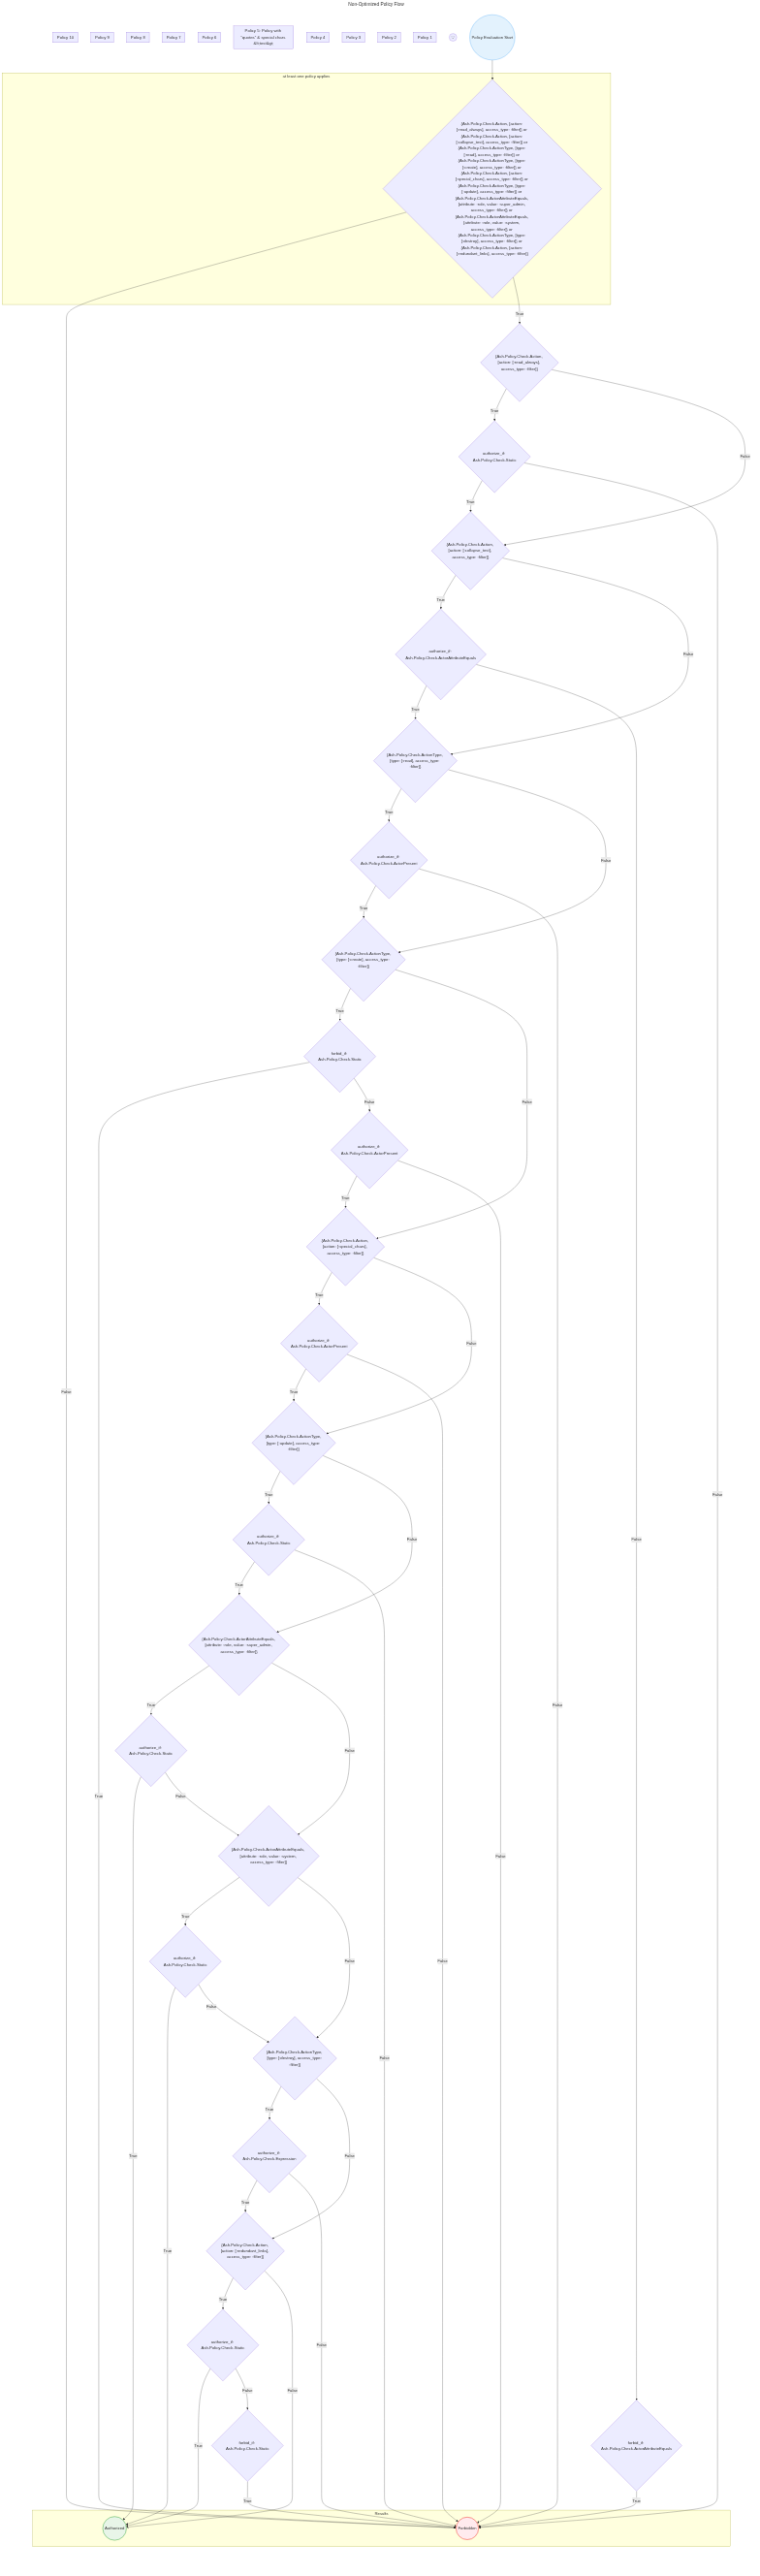 Non-Optimized Policy Flow
Policy 10
Policy 9
Policy 8
Policy 7
Policy 6
Policy 5: Policy with
"quotes" & special chars:
Policy 4
Policy 3
Policy 2
Policy 1
Policy Evaluation Start
at least one policy applies
[Ash.Policy.Check.Action, [action:
[:read_always], access_type: :filter]] or
[Ash.Policy.Check.Action, [action:
[:collapse_test], access_type: :filter]] or
[Ash.Policy.Check.ActionType, [type:
[:read], access_type: :filter]] or
[Ash.Policy.Check.ActionType, [type:
[:create], access_type: :filter]] or
[Ash.Policy.Check.Action, [action:
[:special_chars], access_type: :filter]] or
[Ash.Policy.Check.ActionType, [type:
[:update], access_type: :filter]] or
[Ash.Policy.Check.ActorAttributeEquals,
[attribute: :role, value: :super_admin,
access_type: :filter]] or
[Ash.Policy.Check.ActorAttributeEquals,
[attribute: :role, value: :system,
access_type: :filter]] or
[Ash.Policy.Check.ActionType, [type:
[:destroy], access_type: :filter]] or
[Ash.Policy.Check.Action, [action:
[:redundant_links], access_type: :filter]]
True
[Ash.Policy.Check.Action,
[action: [:read_always],
access_type: :filter]]
True
False
authorize_if:
Ash.Policy.Check.Static
True
[Ash.Policy.Check.Action,
[action: [:collapse_test],
access_type: :filter]]
True
False
authorize_if:
Ash.Policy.Check.ActorAttributeEquals
True
[Ash.Policy.Check.ActionType,
[type: [:read], access_type:
:filter]]
True
False
authorize_if:
Ash.Policy.Check.ActorPresent
True
[Ash.Policy.Check.ActionType,
[type: [:create], access_type:
:filter]]
True
forbid_if:
Ash.Policy.Check.Static
False
False
authorize_if:
Ash.Policy.Check.ActorPresent
True
[Ash.Policy.Check.Action,
[action: [:special_chars],
access_type: :filter]]
True
authorize_if:
Ash.Policy.Check.ActorPresent
False
True
False
[Ash.Policy.Check.ActionType,
[type: [:update], access_type:
:filter]]
True
False
authorize_if:
Ash.Policy.Check.Static
False
False
True
[Ash.Policy.Check.ActorAttributeEquals,
[attribute: :role, value: :super_admin,
access_type: :filter]]
True
False
authorize_if:
Ash.Policy.Check.Static
False
True
False
[Ash.Policy.Check.ActorAttributeEquals,
[attribute: :role, value: :system,
access_type: :filter]]
False
True
False
authorize_if:
Ash.Policy.Check.Static
False
False
False
[Ash.Policy.Check.ActionType,
[type: [:destroy], access_type:
:filter]]
True
True
False
authorize_if:
Ash.Policy.Check.Expression
True
[Ash.Policy.Check.Action,
[action: [:redundant_links],
access_type: :filter]]
True
True
False
authorize_if:
Ash.Policy.Check.Static
False
False
True
forbid_if:
Ash.Policy.Check.Static
forbid_if:
Ash.Policy.Check.ActorAttributeEquals
True
True
Results
Authorized
Forbidden